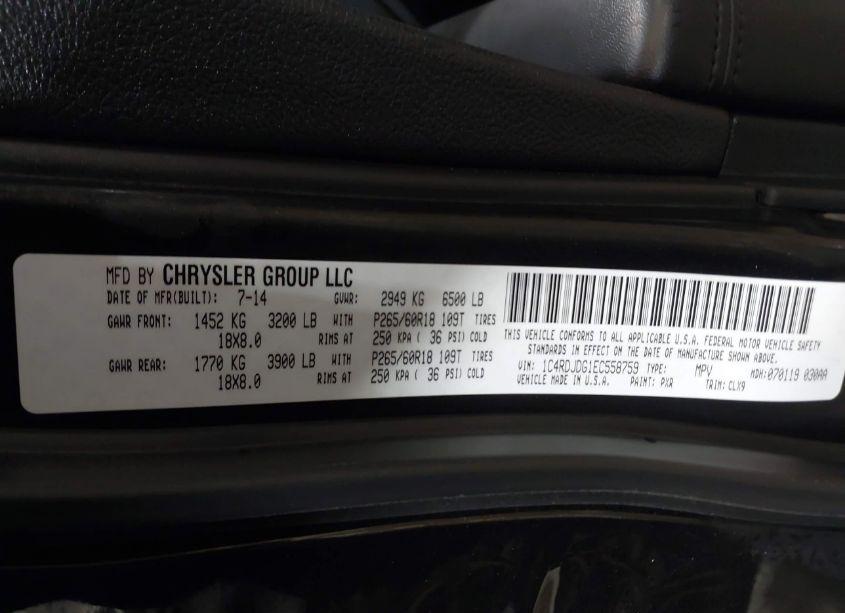 MFD BY CHRYSLER GROUP LLC
DATE OF MFR(BUILT): 7-14 GVWR: 2949 KG 6500 LB
GAWR FRONT: 1452 KG 3200 LB WITH P265/60R18 109T TIRES
18X8.0 RIMS AT 250 KPA ( 36 PSI) COLD
GAWR REAR: 1770 KG 3900 LB WITH P265/60R18 109T TIRES
18X8.0 RIMS AT 250 KPA ( 36 PSI) COLD
THIS VEHICLE CONFORMS TO ALL APPLICABLE U.S.A. FEDERAL MOTOR VEHICLE SAFETY
STANDARDS IN EFFECT ON THE DATE OF MANUFACTURE SHOWN ABOVE.
VIN: 1C4RDJDG1EC558759 TYPE: MPV MDH:070119 030AA
VEHICLE MADE IN U.S.A. PAINT: PXR TRIM: CLX9